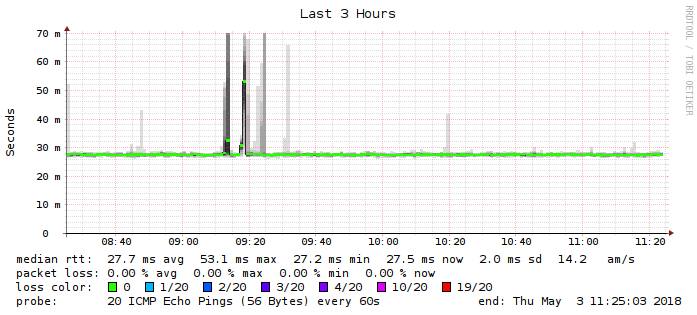 Last 3 Hours
RRDTOOL / TOBI OETIKER
Seconds
70 m
60 m
50 m
40 m
30 m
20 m
10 m
0
08:40 09:00 09:20 09:40 10:00 10:20 10:40 11:00 11:20
median rtt: 27.7 ms avg 53.1 ms max 27.2 ms min 27.5 ms now 2.0 ms sd 14.2 am/s
packet loss: 0.00 % avg 0.00 % max 0.00 % min 0.00 % now
loss color: 0 1/20 2/20 3/20 4/20 10/20 19/20
probe: 20 ICMP Echo Pings (56 Bytes) every 60s end: Thu May 3 11:25:03 2018